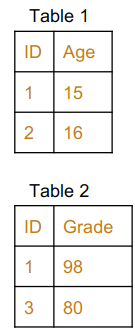 Table 1
ID Age
1 15
2 16
Table 2
ID Grade
1 98
3 80